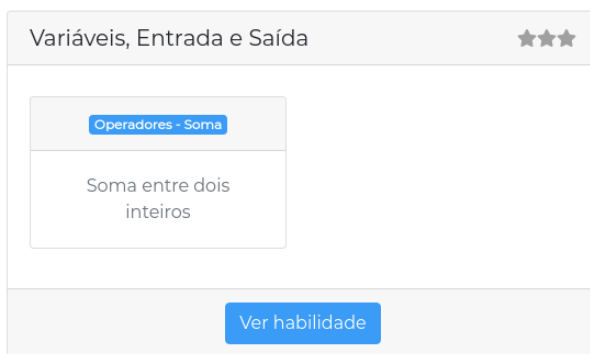 Variáveis, Entrada e Saída
Operadores - Soma
Soma entre dois
inteiros
Ver habilidade